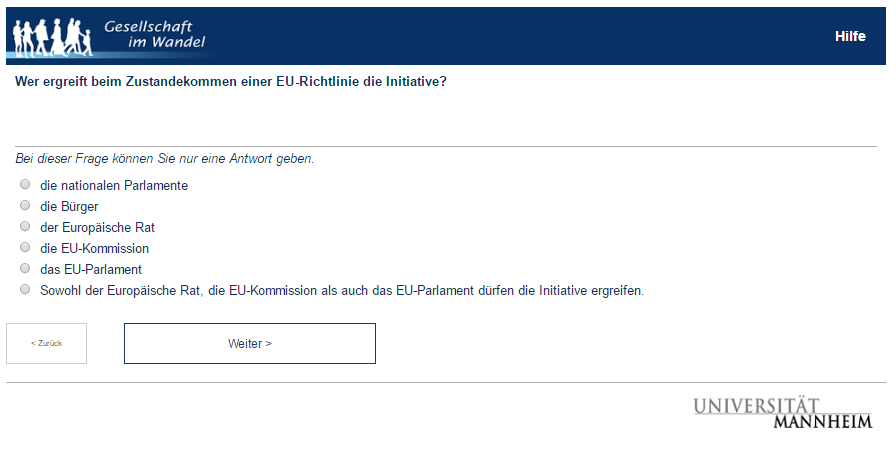 Gesellschaft
im Wandel
Hilfe
Wer ergreift beim Zustandekommen einer EU-Richtlinie die Initiative?
Bei dieser Frage können Sie nur eine Antwort geben.
die nationalen Parlamente
die Bürger
der Europäische Rat
die EU-Kommission
das EU-Parlament
Sowohl der Europäische Rat, die EU-Kommission als auch das EU-Parlament dürfen die Initiative ergreifen.
< Zurück
Weiter >
UNIVERSITÄT
MANNHEIM